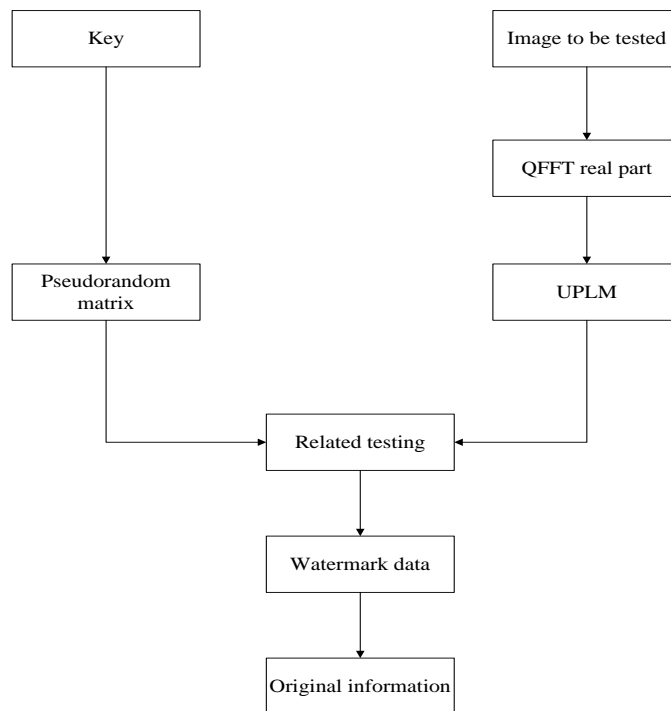 Key
Image to be tested
QFFT real part
Pseudorandom
matrix
UPLM
Related testing
Watermark data
Original information